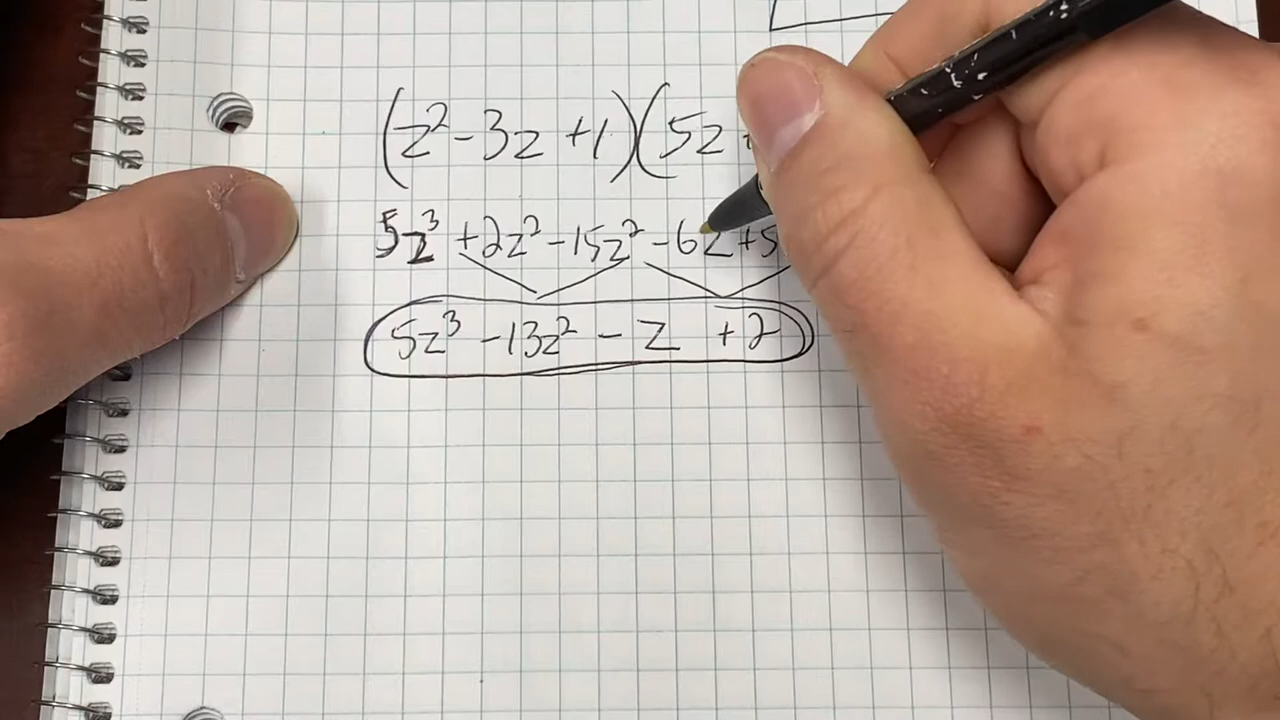 (z² - 3z + 1)(5z
5z³ + 2z² - 15z² - 6z + 5
5z³ - 13z² - z + 2